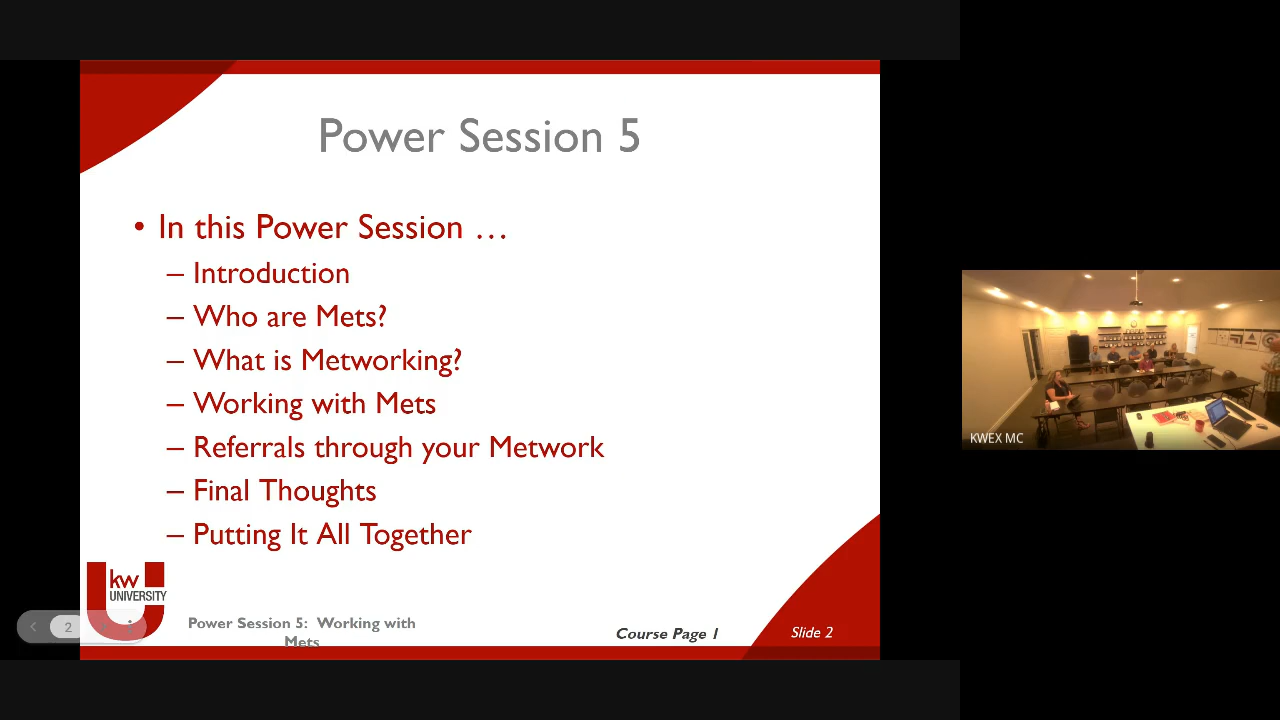 Power Session 5
• In this Power Session …
– Introduction
– Who are Mets?
– What is Metworking?
– Working with Mets
– Referrals through your Metwork
– Final Thoughts
– Putting It All Together
kw
UNIVERSITY
2
Power Session 5: Working with
Mets
Course Page 1
Slide 2
KWEX MC